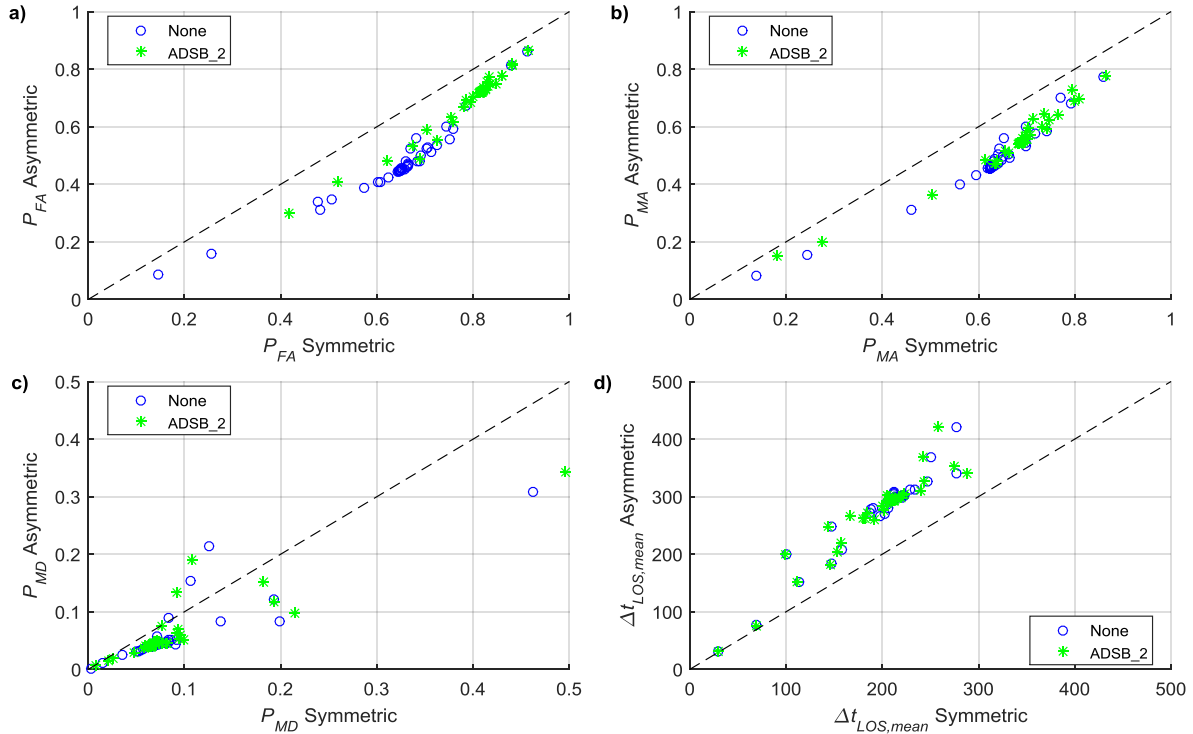 a)
None
ADSB_2
1
0.8
0.6
0.4
0.2
0
P_FA Asymmetric
0 0.2 0.4 0.6 0.8 1
P_FA Symmetric
b)
None
ADSB_2
1
0.8
0.6
0.4
0.2
0
P_MA Asymmetric
0 0.2 0.4 0.6 0.8 1
P_MA Symmetric
c)
None
ADSB_2
0.5
0.4
0.3
0.2
0.1
0
P_MD Asymmetric
0 0.1 0.2 0.3 0.4 0.5
P_MD Symmetric
d)
500
400
300
200
100
0
Δt_LOS,mean Asymmetric
None
ADSB_2
0 100 200 300 400 500
Δt_LOS,mean Symmetric